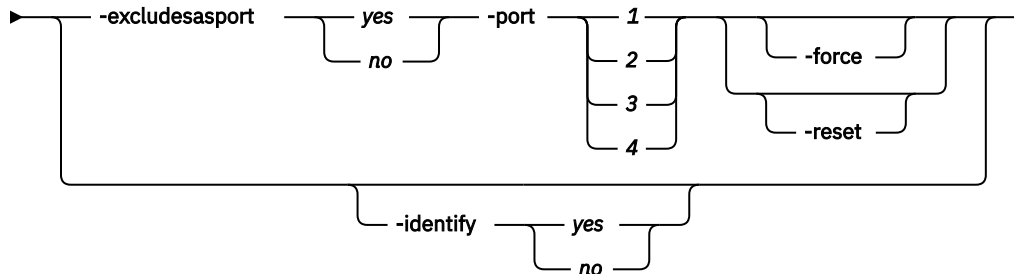 -excludesasport yes -port 1
no 2 -force
3
4 -reset
-identify yes
no